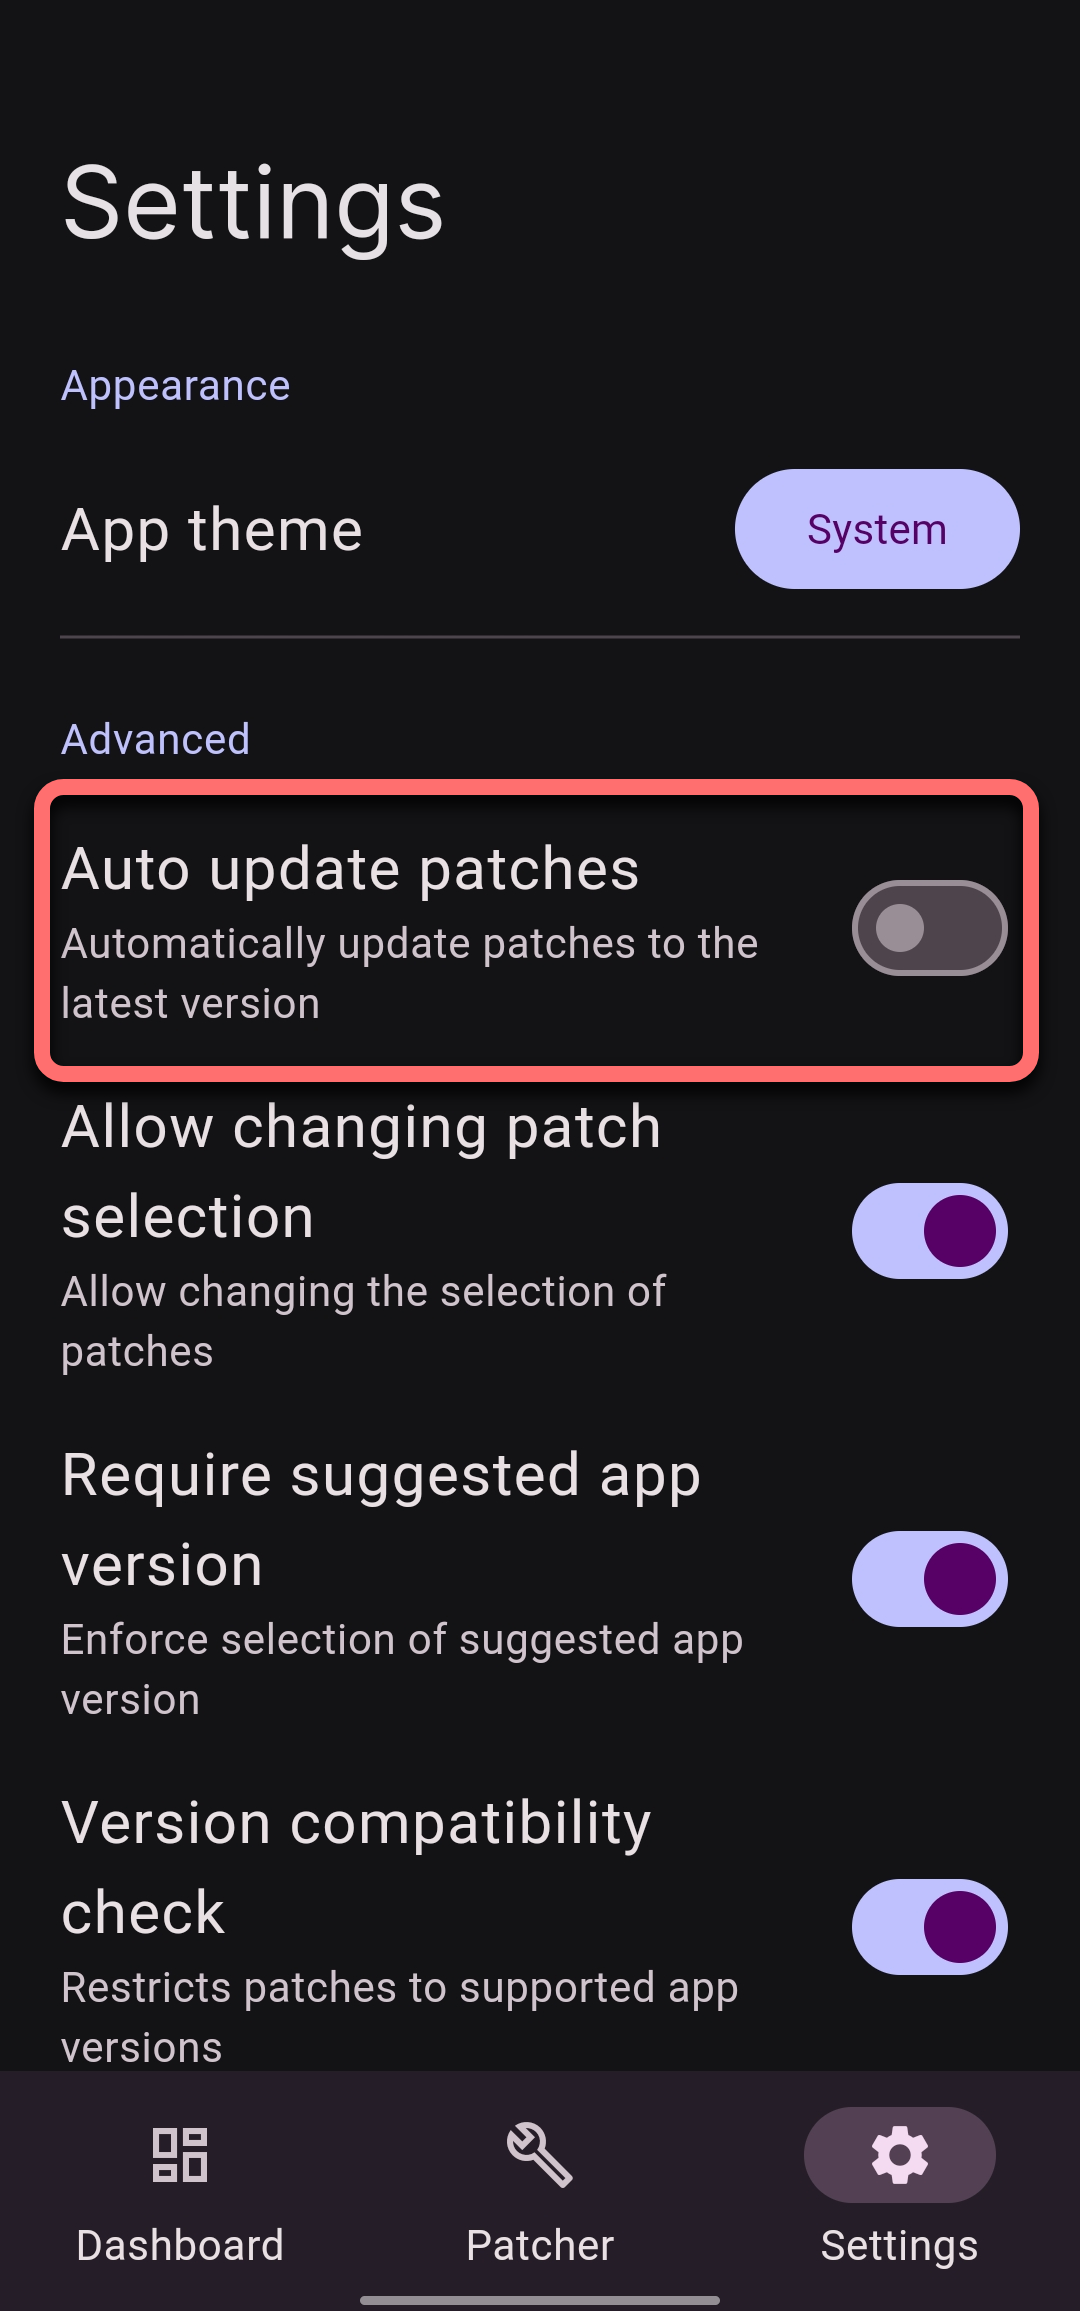 Settings
Appearance
App theme
System
Advanced
Auto update patches
Automatically update patches to the
latest version
Allow changing patch
selection
Allow changing the selection of
patches
Require suggested app
version
Enforce selection of suggested app
version
Version compatibility
check
Restricts patches to supported app
versions
Dashboard
Patcher
Settings